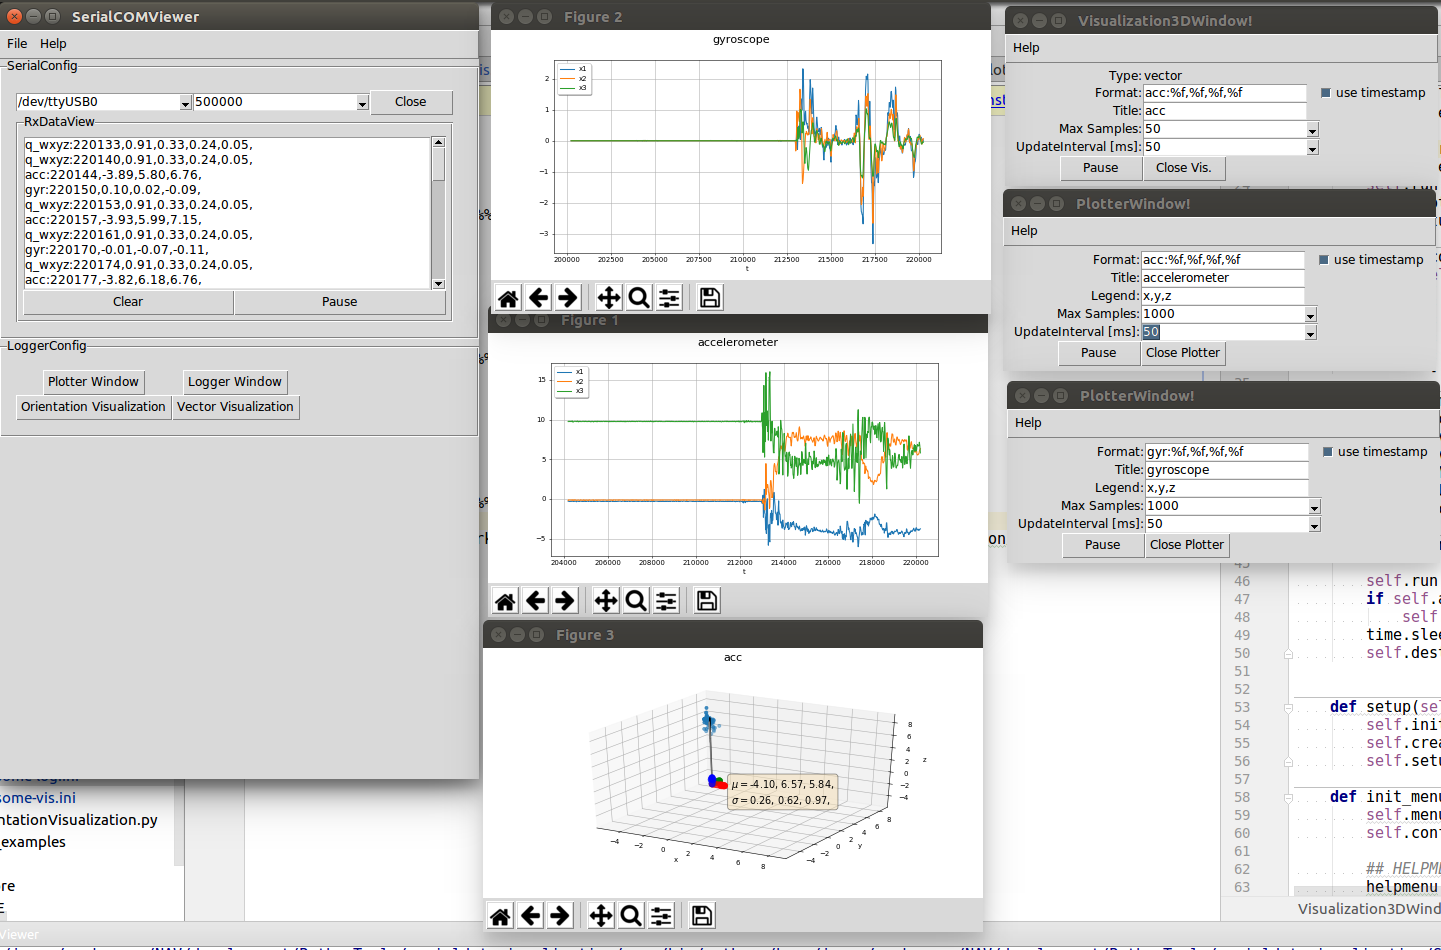 SerialCOMViewer
File Help
SerialConfig
/dev/ttyUSB0 500000 Close
RxDataView
q_wxyz:220133,0.91,0.33,0.24,0.05,
q_wxyz:220140,0.91,0.33,0.24,0.05,
acc:220144,-3.89,5.80,6.76,
gyr:220150,0.10,0.02,-0.09,
q_wxyz:220153,0.91,0.33,0.24,0.05,
acc:220157,-3.93,5.99,7.15,
q_wxyz:220161,0.91,0.33,0.24,0.05,
gyr:220170,-0.01,-0.07,-0.11,
q_wxyz:220174,0.91,0.33,0.24,0.05,
acc:220177,-3.82,6.18,6.76,
Clear Pause
LoggerConfig
Plotter Window Logger Window
Orientation Visualization Vector Visualization
some-vis.ini
ntationVisualization.py
_examples
re
E
Viewer
Figure 2
gyroscope
x1
x2
x3
2
1
0
−1
−2
−3
200000 202500 205000 207500 210000 212500 215000 217500 220000
t
Figure 1
accelerometer
x1
x2
x3
15
10
5
0
−5
204000 206000 208000 210000 212000 214000 216000 218000 220000
t
Figure 3
acc
μ = -4.10, 6.57, 5.84,
σ = 0.26, 0.62, 0.97,
−4 −2 0 2 4 6 8
x
−4 −2 0 2 4 6 8
y
8
6
4
2
0
−2
−4
z
Visualization3DWindow!
Help
Type: vector
Format: acc:%f,%f,%f,%f use timestamp
Title: acc
Max Samples: 50
UpdateInterval [ms]: 50
Pause Close Vis.
PlotterWindow!
Help
Format: acc:%f,%f,%f,%f use timestamp
Title: accelerometer
Legend: x,y,z
Max Samples: 1000
UpdateInterval [ms]: 50
Pause Close Plotter
PlotterWindow!
Help
Format: gyr:%f,%f,%f,%f use timestamp
Title: gyroscope
Legend: x,y,z
Max Samples: 1000
UpdateInterval [ms]: 50
Pause Close Plotter
46 self.run
47 if self.a
48 self
49 time.slee
50 self.dest
51
52
53 def setup(se
54 self.init
55 self.crea
56 self.setu
57
58 def init_menu
59 self.menu
60 self.con
61
62 ## HELPME
63 helpmenu
Visualization3DWind